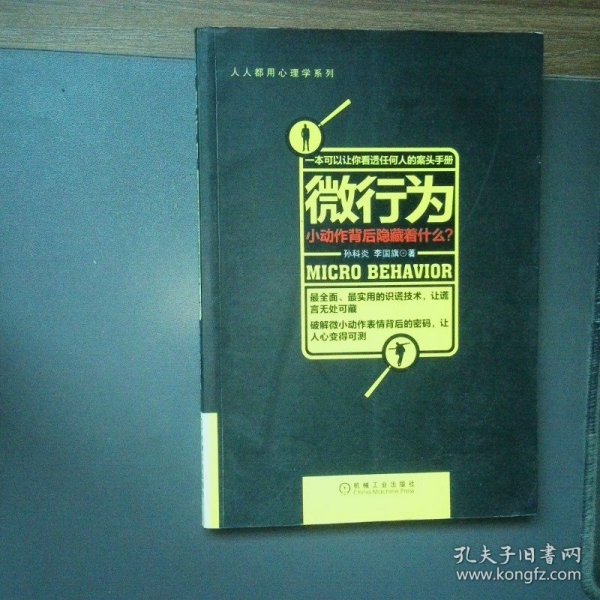 人人都用心理学系列
一本可以让你看透任何人的案头手册
微行为
小动作背后隐藏着什么?
孙科炎 李国旗⊙著
MICRO BEHAVIOR
最全面、最实用的识谎技术,让谎
言无处可藏
破解微小动作表情背后的密码,让
人心变得可测
机械工业出版社
China Machine Press
孔夫子旧书网
www.kongfz.com